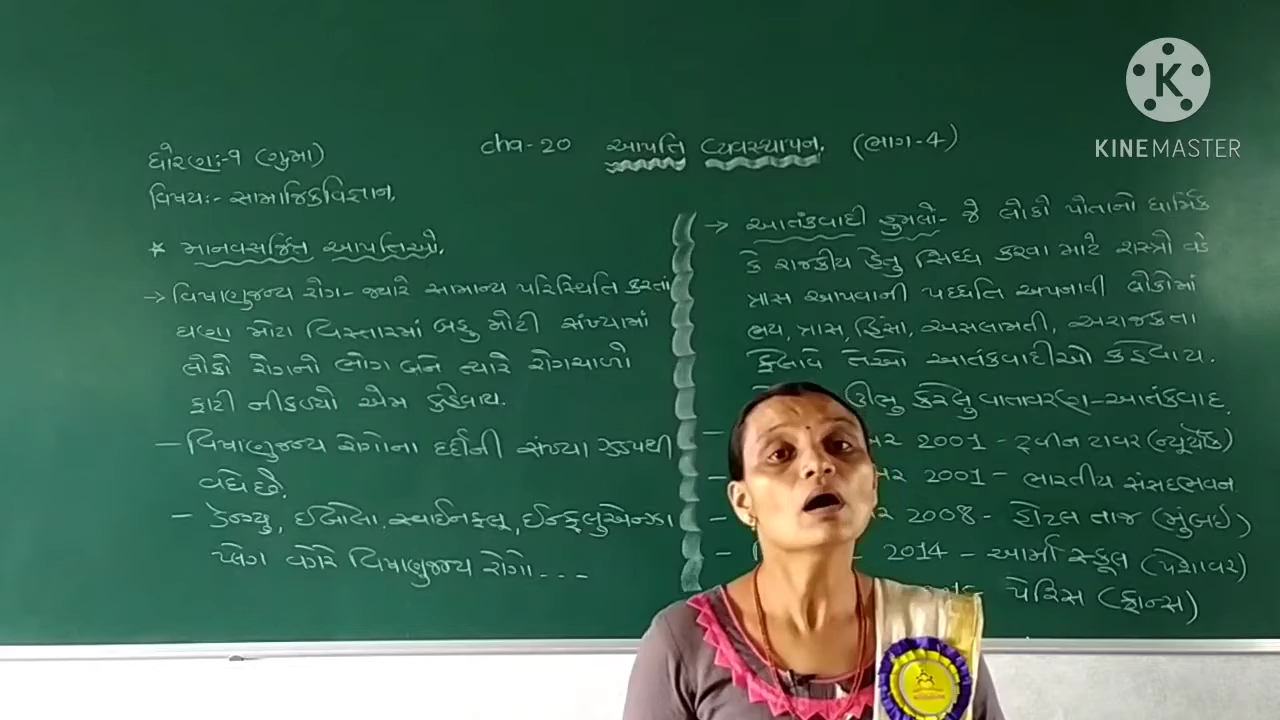 ધોરણ:-9 (ગુમા)
વિષય:- સામાજિકવિજ્ઞાન.
cha-20 આપત્તિ વ્યવસ્થાપન. (ભાગ-4)
* માનવસર્જિત આપત્તિઓ.
→ વિષાણુજન્ય રોગ- જ્યારે સામાન્ય પરિસ્થિતિ કરતાં
ઘણા મોટા વિસ્તારમાં બહુ મોટી સંખ્યામાં
લોકો રોગનો ભોગ બને ત્યારે રોગચાળો
ફાટી નીકળ્યો એમ કહેવાય.
- વિષાણુજન્ય રોગોના દર્દીની સંખ્યા ઝડપથી
વધે છે.
- ડેન્ગ્યુ, ઈબોલા, સ્વાઈનફ્લૂ, ઈન્ફ્લુએન્ઝા
પ્લેગ વગેરે વિષાણુજન્ય રોગો---
→ આતંકવાદી હુમલો- જે લોકો પોતાનો ધાર્મિક
કે રાજકીય હેતુ સિધ્ધ કરવા માટે શસ્ત્રો વડે
ત્રાસ આપવાની પધ્ધતિ અપનાવી લોકોમાં
ભય, ત્રાસ, હિંસા, અસલામતી, અરાજકતા
ફેલાવે તેઓ આતંકવાદીઓ કહેવાય.
ઊભુ કરેલુ વાતાવરણ-આતંકવાદ.
- 2001 - ટ્વીન ટાવર (ન્યૂયોર્ક)
- 2001 - ભારતીય સંસદભવન
- 2008 - હોટલ તાજ (મુંબઈ)
- 2014 - આર્મી સ્કૂલ (પેશાવર)
પેરિસ (ફ્રાન્સ)
K
KINEMASTER